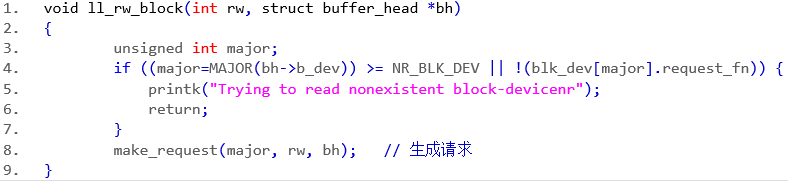 1. void ll_rw_block(int rw, struct buffer_head *bh)
2. {
3. unsigned int major;
4. if ((major=MAJOR(bh->b_dev)) >= NR_BLK_DEV || !(blk_dev[major].request_fn)) {
5. printk("Trying to read nonexistent block-devicenr");
6. return;
7. }
8. make_request(major, rw, bh); // 生成请求
9. }